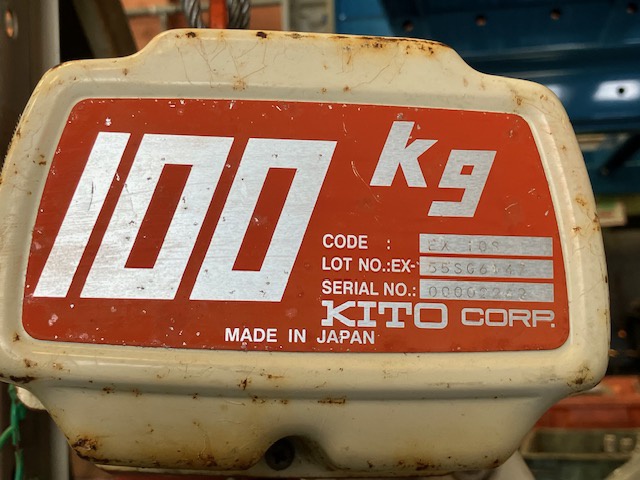 100 kg
CODE :
LOT NO.:EX-
SERIAL NO.:
KITO CORP.
MADE IN JAPAN